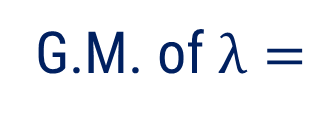 G.M. of λ =